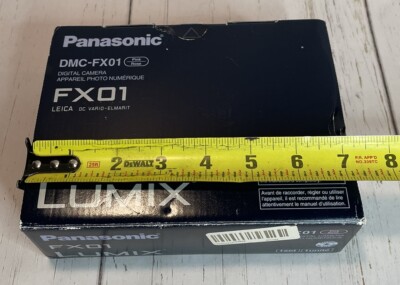 Panasonic
DMC-FX01
Pink
Rose
DIGITAL CAMERA
APPAREIL PHOTO NUMÉRIQUE
FX01
LEICA DC VARIO-ELMARIT
2 DEWALT 3 4 5 6 7 8
LUMIX
Avant de raccorder, régler ou utiliser
l'appareil, il est recommandé de lire
attentivement le manuel d'utilisation.
Panasonic
FX01
LUMIX